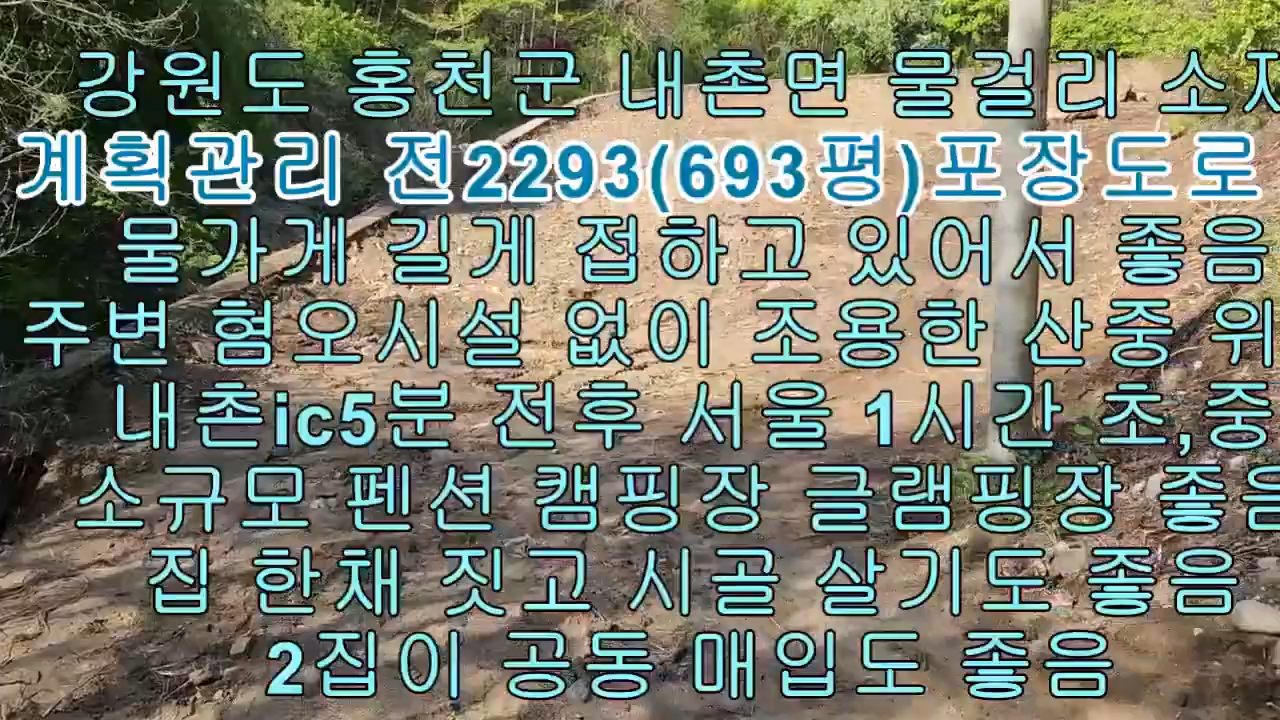 강원도 홍천군 내촌면 물걸리 소재
계획관리 전2293(693평)포장도로
물가게 길게 접하고 있어서 좋음
주변 혐오시설 없이 조용한 산중 위
내촌ic5분 전후 서울 1시간 초,중
소규모 펜션 캠핑장 글램핑장 좋음
집 한채 짓고 시골 살기도 좋음
2집이 공동 매입도 좋음